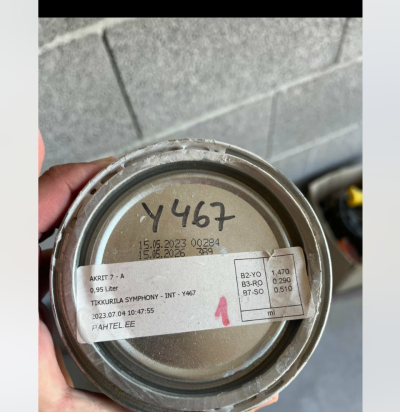 Y467
15.05.2023 00284
15.05.2026 389
AKRIT 7 - A
0.95 Liter
TIKKURILA SYMPHONY - INT - Y467
2023.07.04 10:47:55
RAHTEL EE
B2-YO 1.470
B3-RO 0.290
B7-SO 0.510
ml
1